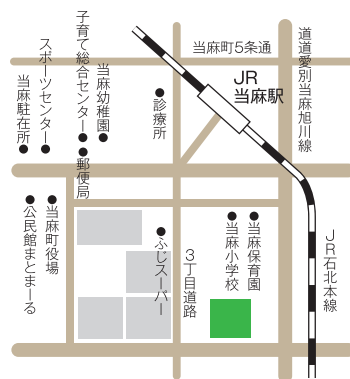 当麻町5条通
道道愛別当麻旭川線
子育て総合センター
スポーツセンター
当麻幼稚園
当麻駐在所
診療所
JR
当麻駅
郵便局
当麻町役場
公民館まとまーる
ふじスーパー
3丁目道路
当麻保育園
当麻小学校
JR石北本線